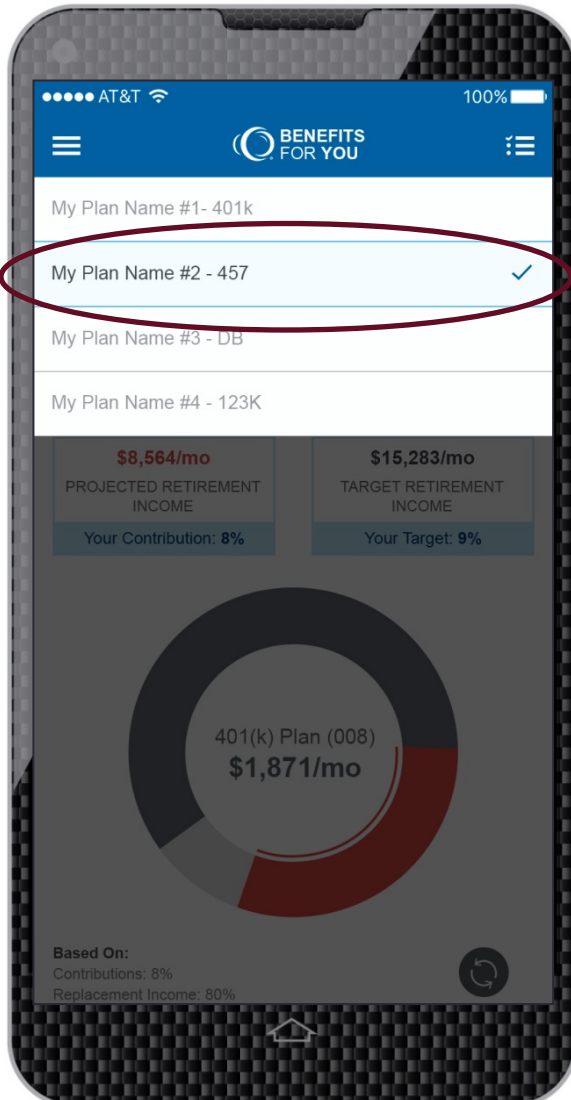 AT&T 100%
BENEFITS
FOR YOU
My Plan Name #1- 401k
My Plan Name #2 - 457
My Plan Name #3 - DB
My Plan Name #4 - 123K
$8,564/mo
PROJECTED RETIREMENT
INCOME
Your Contribution: 8%
$15,283/mo
TARGET RETIREMENT
INCOME
Your Target: 9%
401(k) Plan (008)
$1,871/mo
Based On:
Contributions: 8%
Replacement Income: 80%